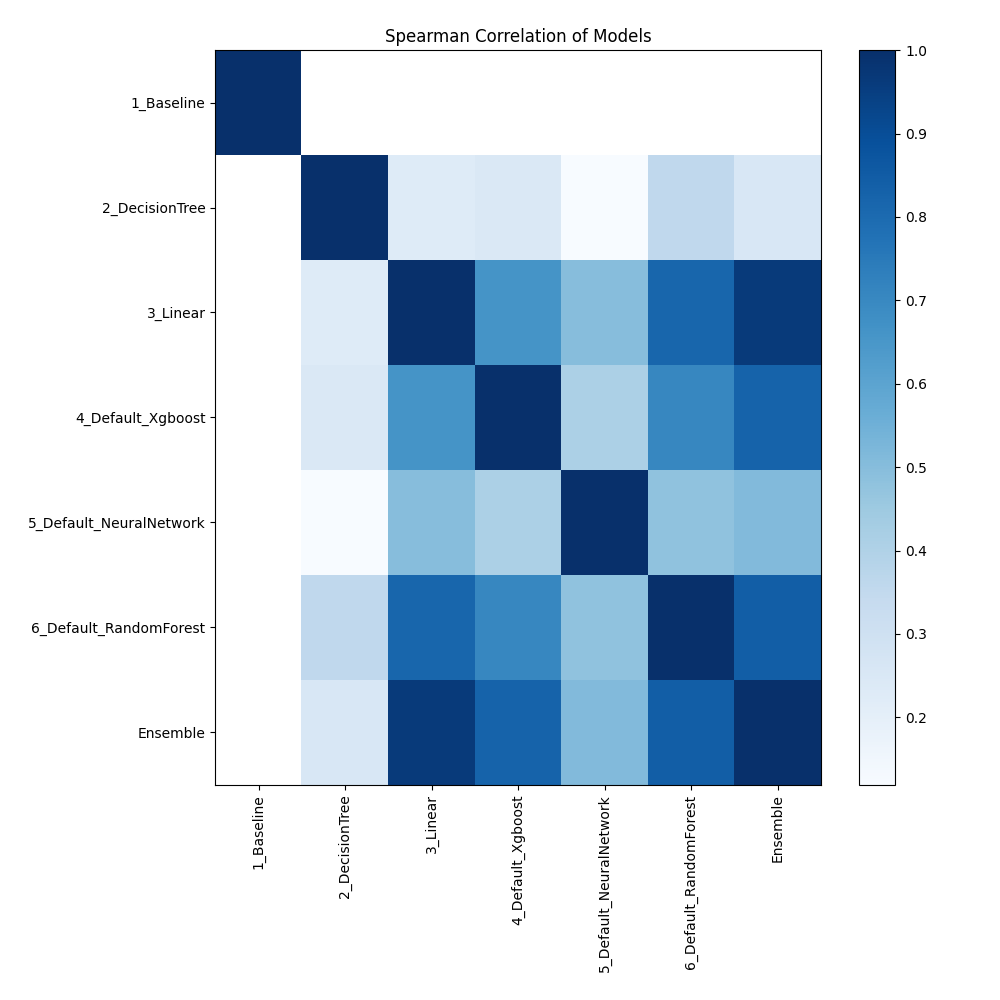 Spearman Correlation of Models
1_Baseline
2_DecisionTree
3_Linear
4_Default_Xgboost
5_Default_NeuralNetwork
6_Default_RandomForest
Ensemble
1_Baseline
2_DecisionTree
3_Linear
4_Default_Xgboost
5_Default_NeuralNetwork
6_Default_RandomForest
Ensemble
1.0
0.9
0.8
0.7
0.6
0.5
0.4
0.3
0.2